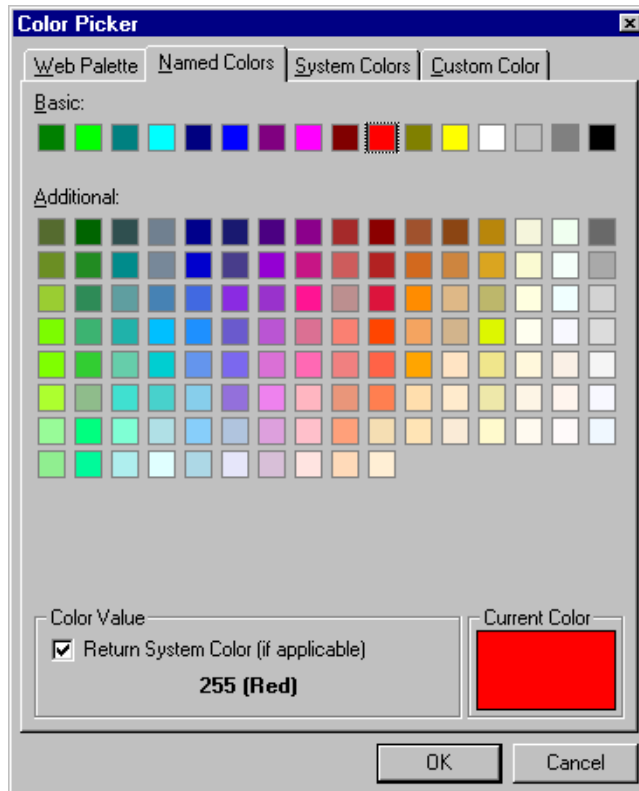 Color Picker
Web Palette Named Colors System Colors Custom Color
Basic:
Additional:
Color Value
Return System Color (if applicable)
255 (Red)
Current Color
OK Cancel